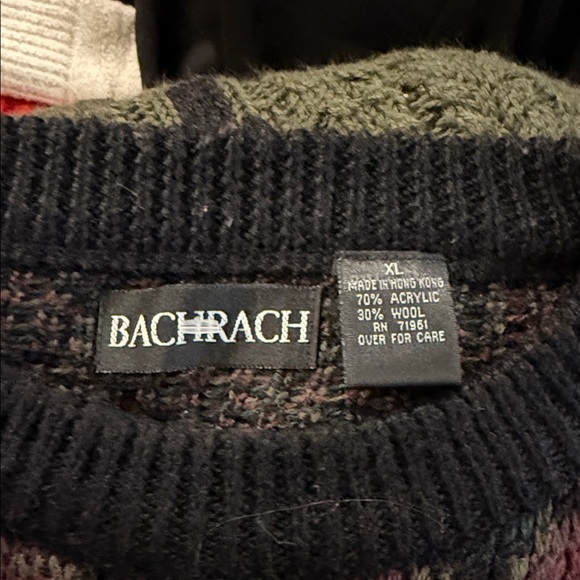 BACHRACH
XL
MADE IN HONG KONG
70% ACRYLIC
30% WOOL
RN 71961
OVER FOR CARE